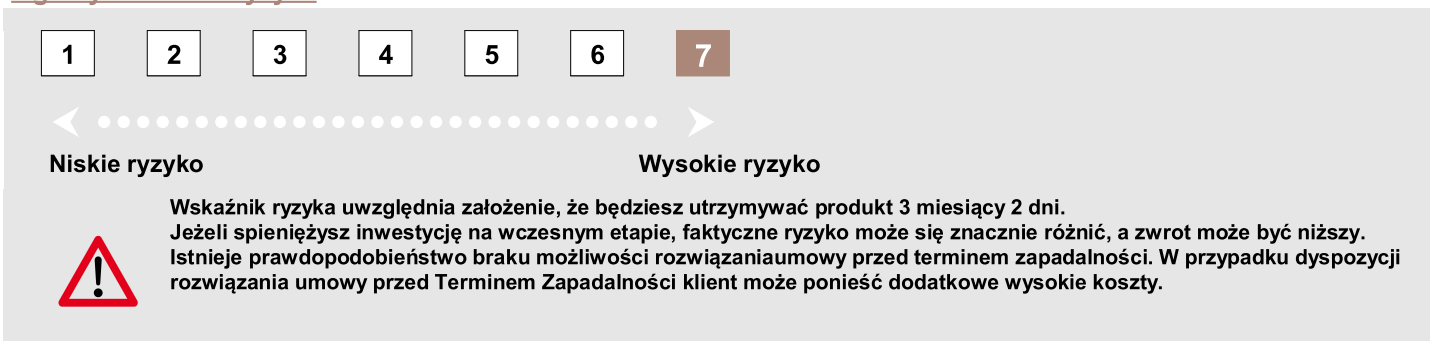 1 2 3 4 5 6 7
Niskie ryzyko Wysokie ryzyko
Wskaźnik ryzyka uwzględnia założenie, że będziesz utrzymywać produkt 3 miesiący 2 dni.
Jeżeli spieniężysz inwestycję na wczesnym etapie, faktyczne ryzyko może się znacznie różnić, a zwrot może być niższy.
Istnieje prawdopodobieństwo braku możliwości rozwiązaniaumowy przed terminem zapadalności. W przypadku dyspozycji
rozwiązania umowy przed Terminem Zapadalności klient może ponieść dodatkowe wysokie koszty.